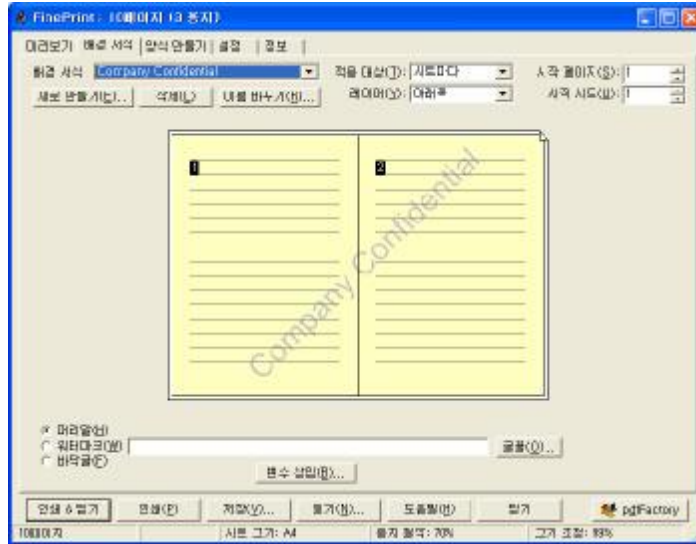 FinePrint: 10페이지 (3 용지)
미리보기 배경 서식 양식 만들기 설정 정보
배경 서식 Company Confidential 적용 대상(T): 시트마다 시작 페이지(S): 1
새로 만들기(E)... 삭제(L) 이름 바꾸기(R)... 레이어(Y): 아래쪽 시작 시트(U): 1
1 2
Company Confidential
머리말(H)
워터마크(W) 글꼴(O)...
바닥글(F)
변수 삽입(B)...
인쇄 & 닫기 인쇄(P) 저장(V)... 열기(N)... 도움말(H) 닫기 pdfFactory
10페이지 시트 크기: A4 용지 절약: 70% 크기 조절: 89%